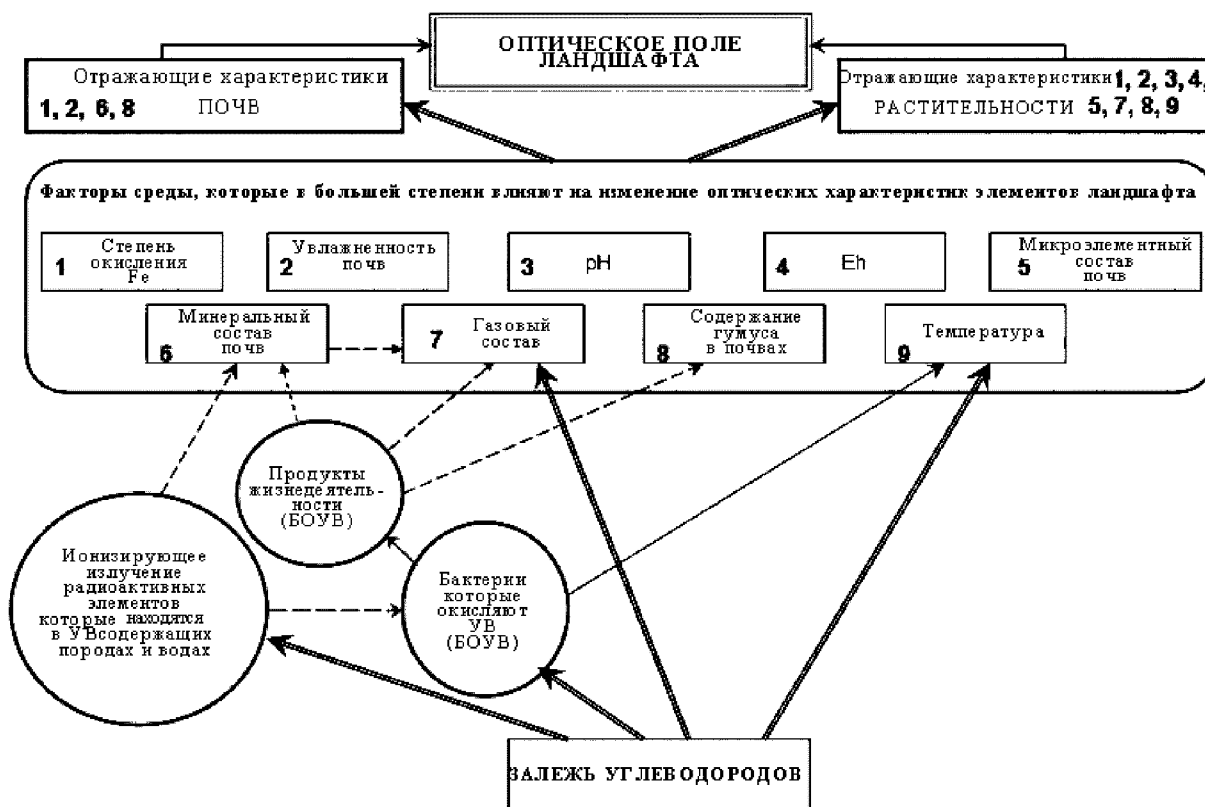 ОПТИЧЕСКОЕ ПОЛЕ
ЛАНДШАФТА
Отражающие характеристики
1, 2, 6, 8 ПОЧВ
Отражающие характеристики 1, 2, 3, 4,
РАСТИТЕЛЬНОСТИ 5, 7, 8, 9
Факторы среды, которые в большей степени влияют на изменение оптических характеристик элементов ландшафта
1 Степень
окисления
Fe
2 Увлажненность
почв
3 pH
4 Eh
5 Микроэлементный
состав
почв
6 Минеральный
состав
почв
7 Газовый
состав
8 Содержание
гумуса
в почвах
9 Температура
Продукты
жизнедеятель-
ности
(БОУВ)
Ионизирующее
излучение
радиоактивных
элементов
которые находятся
в УВсодержащих
породах и водах
Бактерии
которые
окисляют
УВ
(БОУВ)
ЗАЛЕЖЬ УГЛЕВОДОРОДОВ